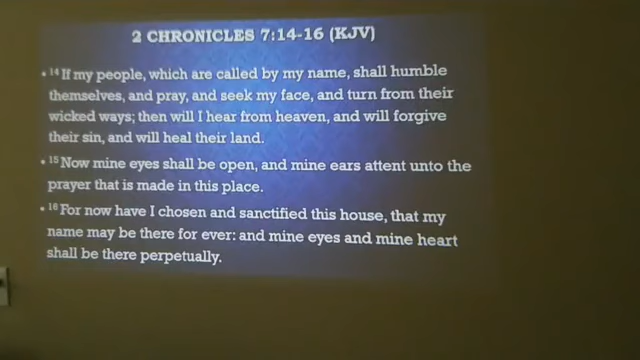 2 CHRONICLES 7:14-16 (KJV)
• 14 If my people, which are called by my name, shall humble
themselves, and pray, and seek my face, and turn from their
wicked ways; then will I hear from heaven, and will forgive
their sin, and will heal their land.
• 15 Now mine eyes shall be open, and mine ears attent unto the
prayer that is made in this place.
• 16 For now have I chosen and sanctified this house, that my
name may be there for ever: and mine eyes and mine heart
shall be there perpetually.